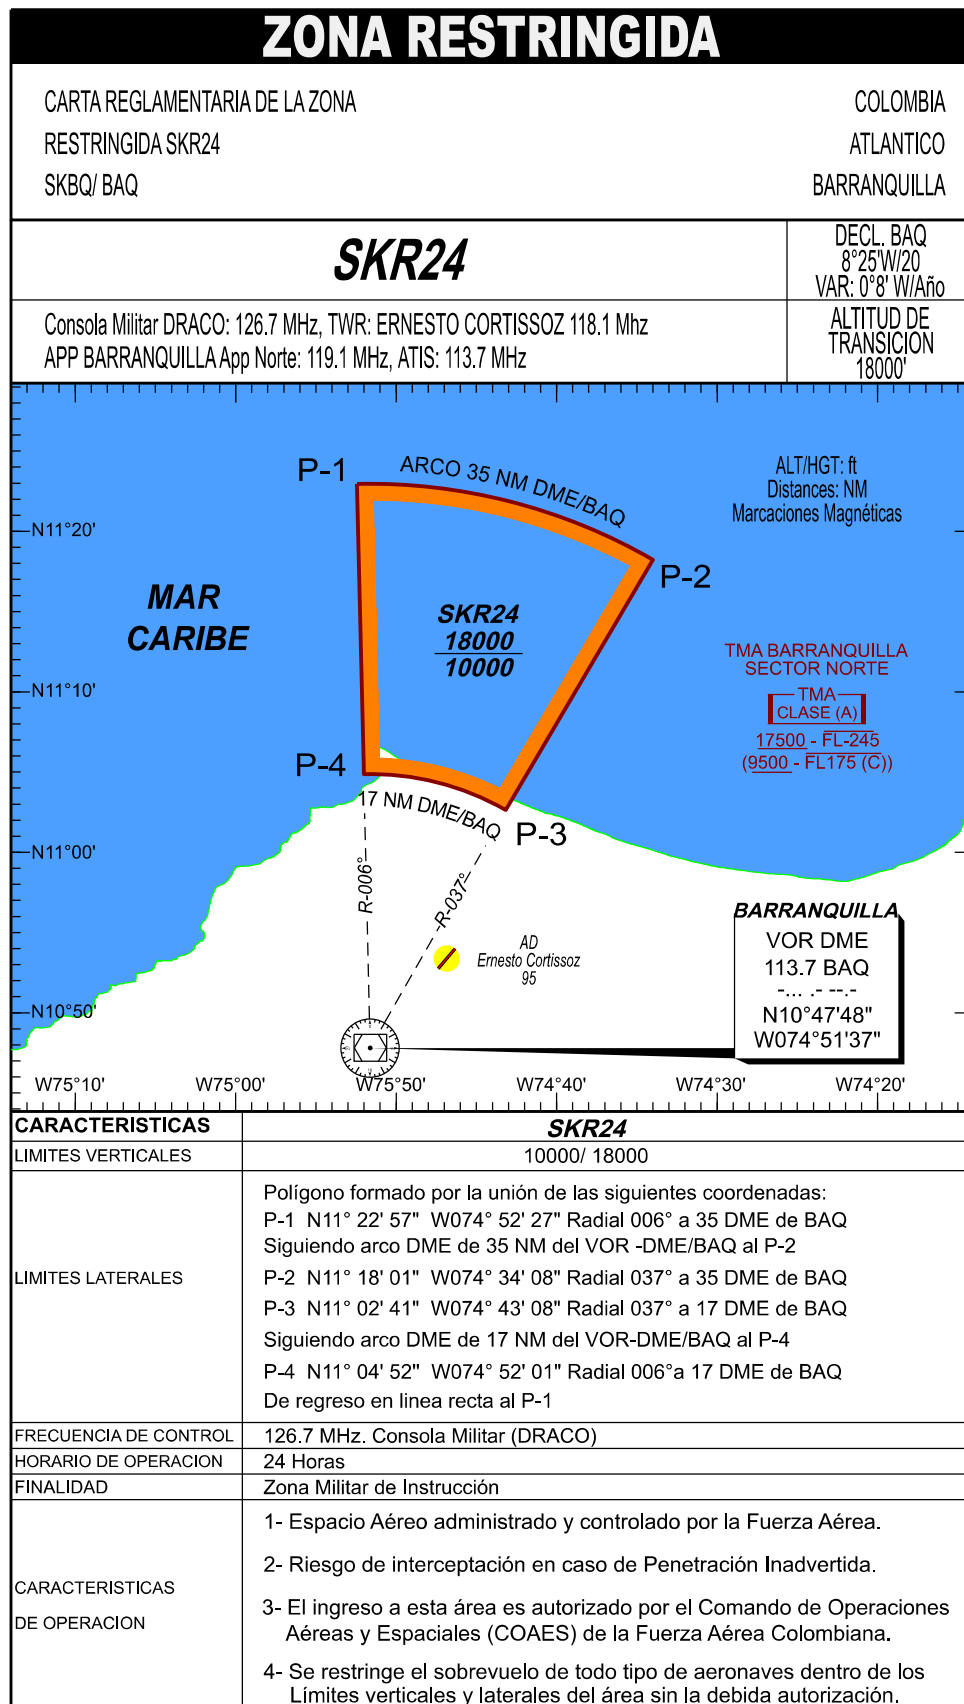 ZONA RESTRINGIDA
CARTA REGLAMENTARIA DE LA ZONA
RESTRINGIDA SKR24
SKBQ/ BAQ
COLOMBIA
ATLANTICO
BARRANQUILLA
SKR24
DECL. BAQ
8°25'W/20
VAR: 0°8' W/Año
Consola Militar DRACO: 126.7 MHz, TWR: ERNESTO CORTISSOZ 118.1 Mhz
APP BARRANQUILLA App Norte: 119.1 MHz, ATIS: 113.7 MHz
ALTITUD DE
TRANSICION
18000'
P-1
ARCO 35 NM DME/BAQ
ALT/HGT: ft
Distances: NM
Marcaciones Magnéticas
N11°20'
P-2
MAR
CARIBE
SKR24
18000
10000
TMA BARRANQUILLA
SECTOR NORTE
TMA
CLASE (A)
17500 - FL-245
(9500 - FL175 (C))
N11°10'
P-4
17 NM DME/BAQ
P-3
N11°00'
R-006°
R-037°
AD
Ernesto Cortissoz
95
BARRANQUILLA
VOR DME
113.7 BAQ
-... .- --.-
N10°47'48"
W074°51'37"
N10°50'
W75°10'
W75°00'
W75°50'
W74°40'
W74°30'
W74°20'
CARACTERISTICAS
SKR24
LIMITES VERTICALES
10000/ 18000
LIMITES LATERALES
Polígono formado por la unión de las siguientes coordenadas:
P-1 N11° 22' 57" W074° 52' 27" Radial 006° a 35 DME de BAQ
Siguiendo arco DME de 35 NM del VOR -DME/BAQ al P-2
P-2 N11° 18' 01" W074° 34' 08" Radial 037° a 35 DME de BAQ
P-3 N11° 02' 41" W074° 43' 08" Radial 037° a 17 DME de BAQ
Siguiendo arco DME de 17 NM del VOR-DME/BAQ al P-4
P-4 N11° 04' 52" W074° 52' 01" Radial 006°a 17 DME de BAQ
De regreso en linea recta al P-1
FRECUENCIA DE CONTROL
126.7 MHz. Consola Militar (DRACO)
HORARIO DE OPERACION
24 Horas
FINALIDAD
Zona Militar de Instrucción
CARACTERISTICAS
DE OPERACION
1- Espacio Aéreo administrado y controlado por la Fuerza Aérea.
2- Riesgo de interceptación en caso de Penetración Inadvertida.
3- El ingreso a esta área es autorizado por el Comando de Operaciones
Aéreas y Espaciales (COAES) de la Fuerza Aérea Colombiana.
4- Se restringe el sobrevuelo de todo tipo de aeronaves dentro de los
Límites verticales y laterales del área sin la debida autorización.